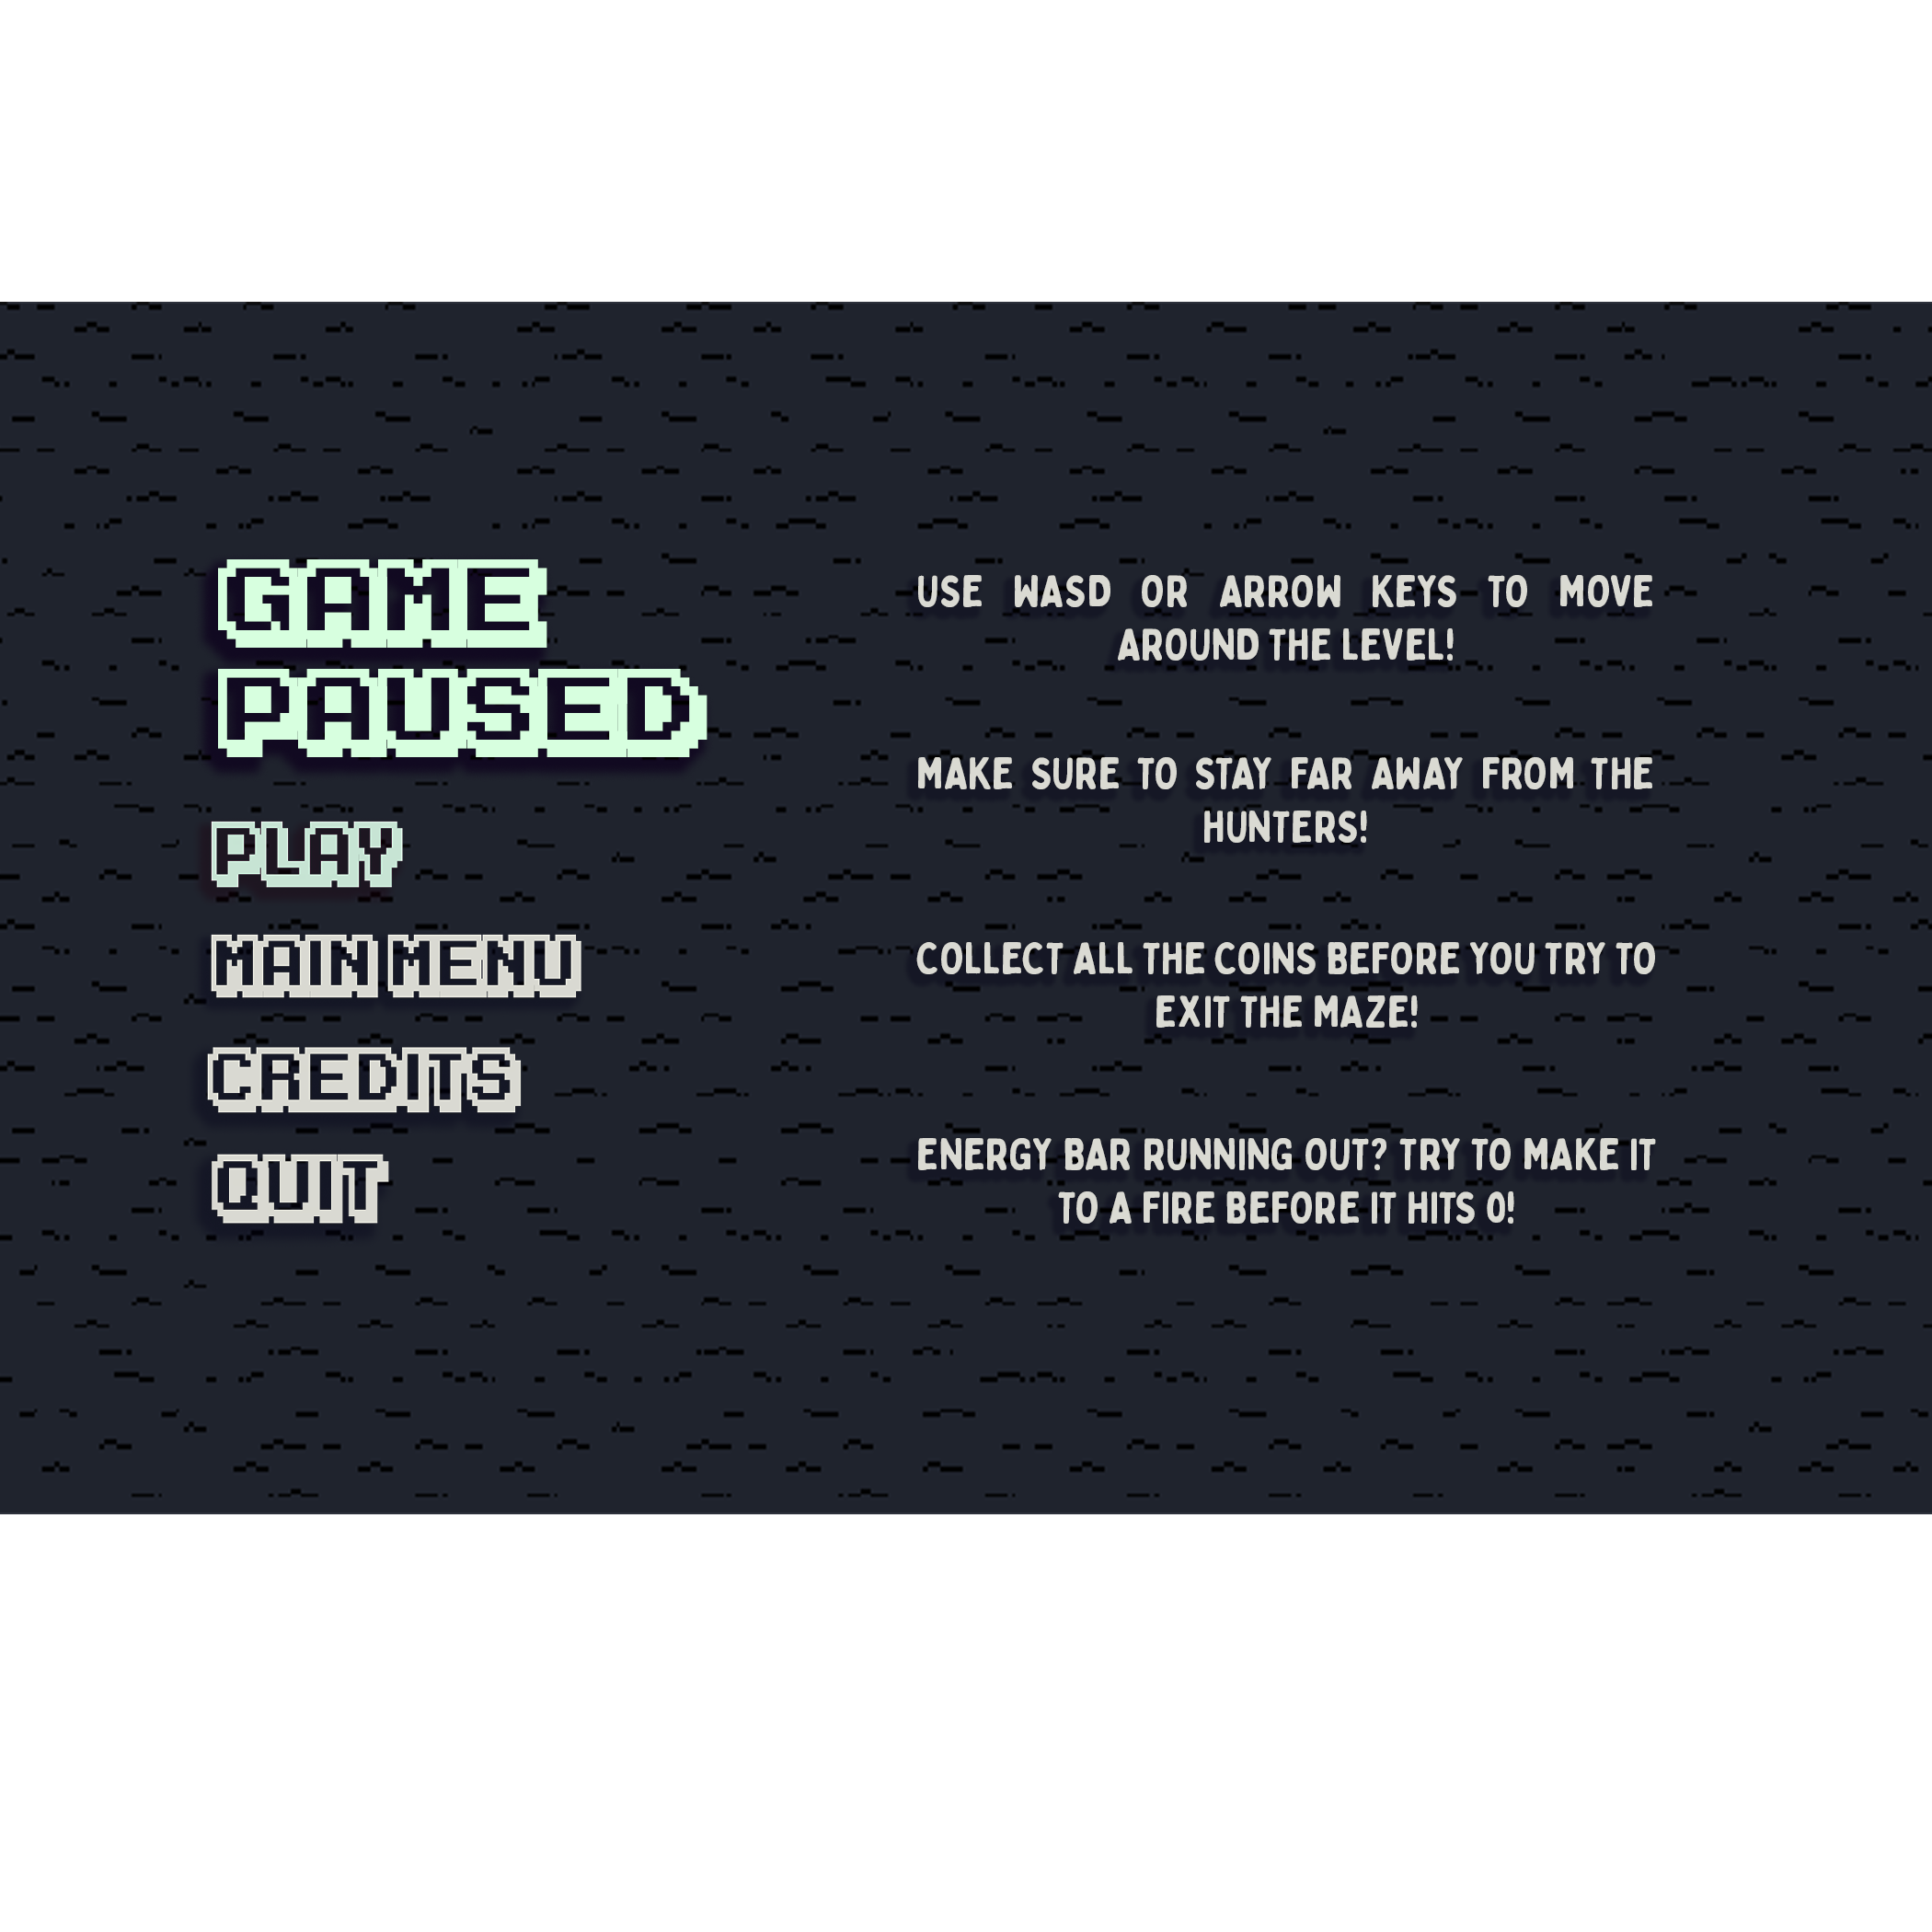 GAME
PAUSED
PLAY
MAIN MENU
CREDITS
QUIT
USE WASD OR ARROW KEYS TO MOVE
AROUND THE LEVEL!
MAKE SURE TO STAY FAR AWAY FROM THE
HUNTERS!
COLLECT ALL THE COINS BEFORE YOU TRY TO
EXIT THE MAZE!
ENERGY BAR RUNNING OUT? TRY TO MAKE IT
TO A FIRE BEFORE IT HITS 0!